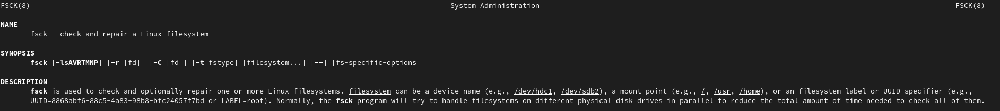 FSCK(8) System Administration FSCK(8)
NAME
fsck - check and repair a Linux filesystem
SYNOPSIS
fsck [-lsAVRTMNP] [-r [fd]] [-C [fd]] [-t fstype] [filesystem...] [--] [fs-specific-options]
DESCRIPTION
fsck is used to check and optionally repair one or more Linux filesystems. filesystem can be a device name (e.g., /dev/hdc1, /dev/sdb2), a mount point (e.g., /, /usr, /home), or an filesystem label or UUID specifier (e.g.,
UUID=8868abf6-88c5-4a83-98b8-bfc24057f7bd or LABEL=root). Normally, the fsck program will try to handle filesystems on different physical disk drives in parallel to reduce the total amount of time needed to check all of them.